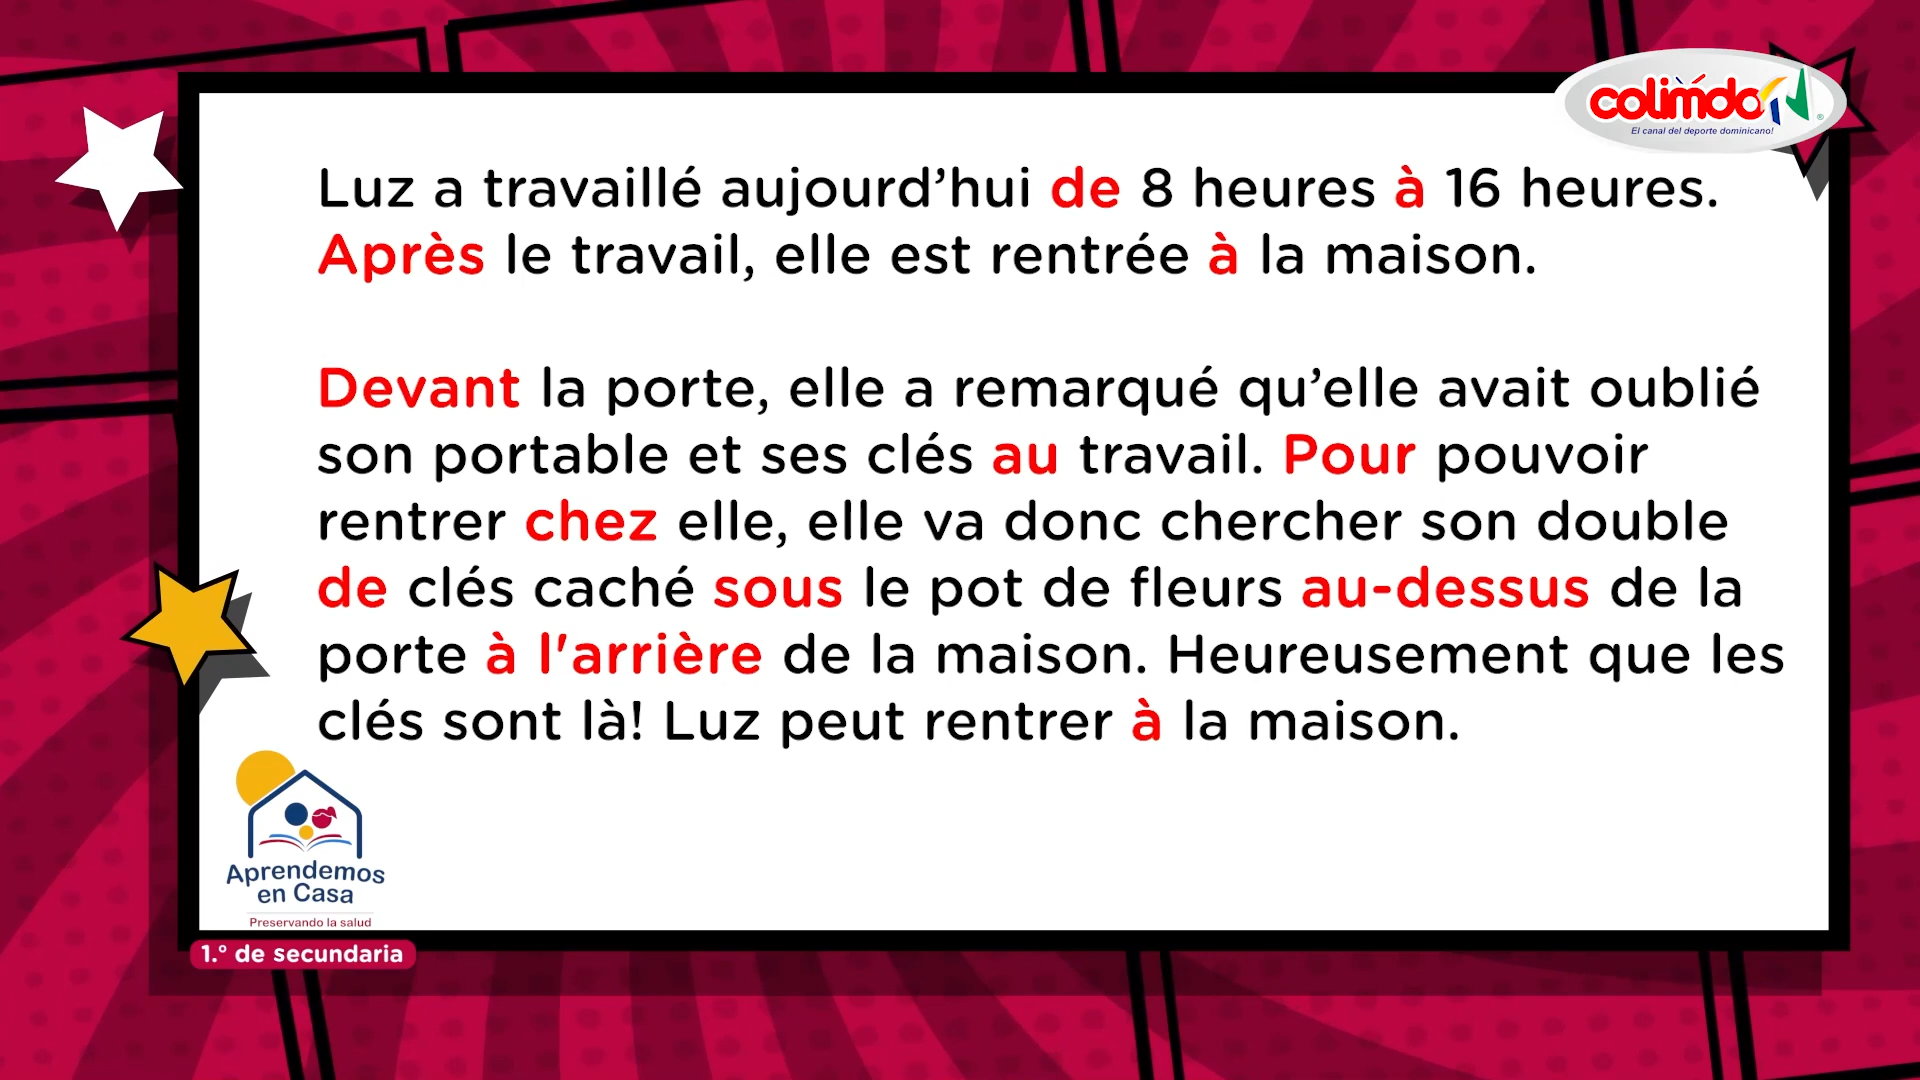 colimdo
El canal del deporte dominicano!
Luz a travaillé aujourd’hui de 8 heures à 16 heures.
Après le travail, elle est rentrée à la maison.
Devant la porte, elle a remarqué qu’elle avait oublié
son portable et ses clés au travail. Pour pouvoir
rentrer chez elle, elle va donc chercher son double
de clés caché sous le pot de fleurs au-dessus de la
porte à l'arrière de la maison. Heureusement que les
clés sont là! Luz peut rentrer à la maison.
Aprendemos
en Casa
Preservando la salud
1.° de secundaria